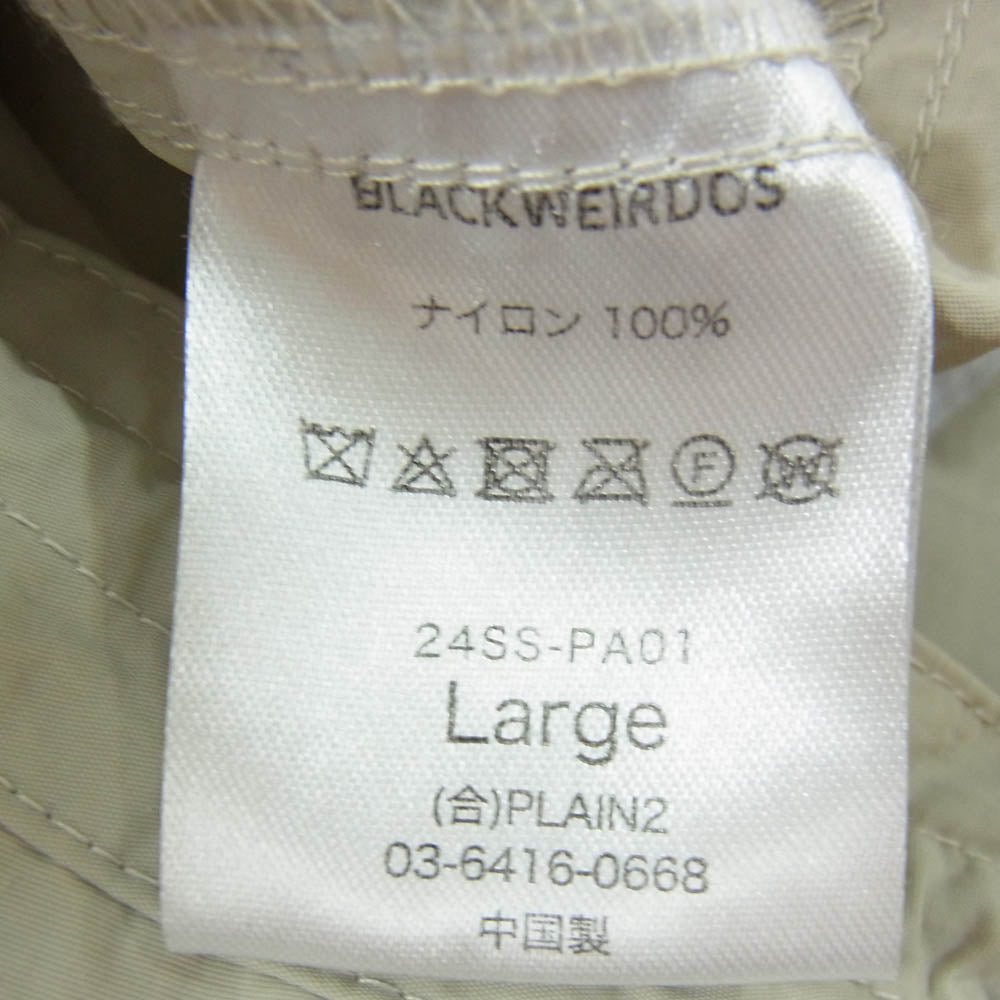 BLACKWEIRDOS
ナイロン 100%
F W
24SS-PA01
Large
(合)PLAIN2
03-6416-0668
中国製